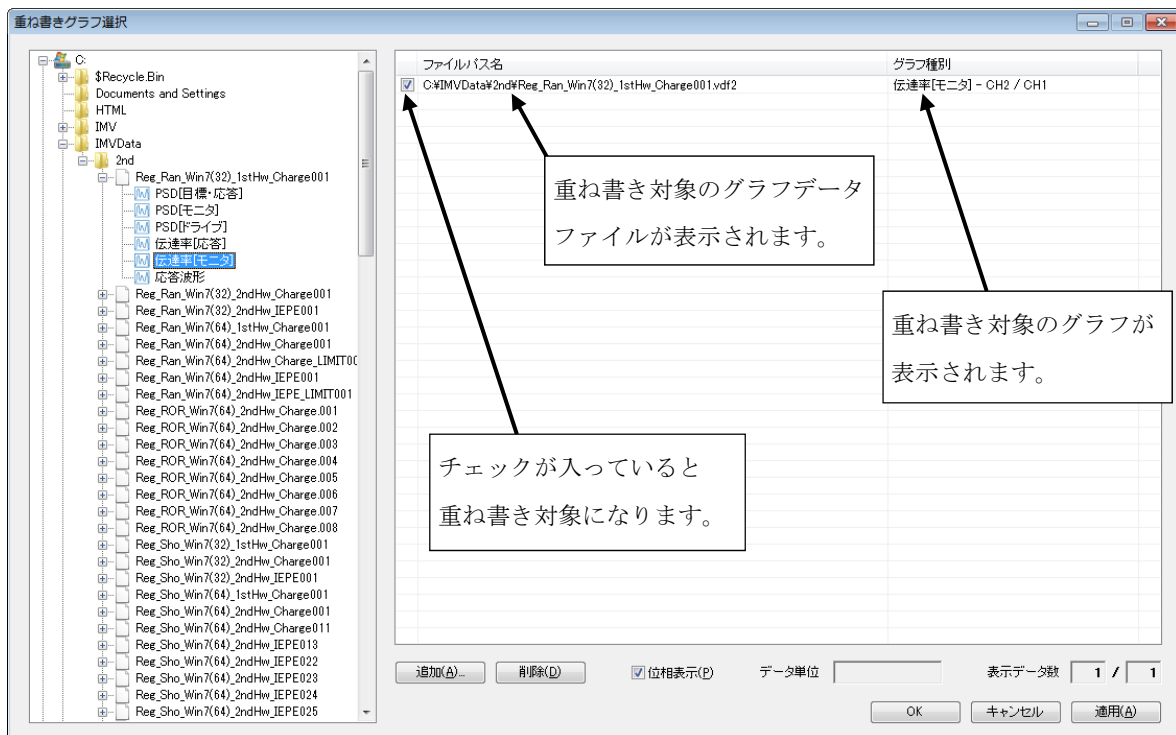 重ね書きグラフ選択
C:
$Recycle.Bin
Documents and Settings
HTML
IMV
IMVData
2nd
Reg_Ran_Win7(32)_1stHw_Charge001
PSD[目標・応答]
PSD[モニタ]
PSD[ドライブ]
伝達率[応答]
伝達率[モニタ]
応答波形
Reg_Ran_Win7(32)_2ndHw_Charge001
Reg_Ran_Win7(32)_2ndHw_IEPE001
Reg_Ran_Win7(64)_1stHw_Charge001
Reg_Ran_Win7(64)_2ndHw_Charge001
Reg_Ran_Win7(64)_2ndHw_Charge_LIMIT00
Reg_Ran_Win7(64)_2ndHw_IEPE001
Reg_Ran_Win7(64)_2ndHw_IEPE_LIMIT001
Reg_ROR_Win7(64)_2ndHw_Charge.001
Reg_ROR_Win7(64)_2ndHw_Charge.002
Reg_ROR_Win7(64)_2ndHw_Charge.003
Reg_ROR_Win7(64)_2ndHw_Charge.004
Reg_ROR_Win7(64)_2ndHw_Charge.005
Reg_ROR_Win7(64)_2ndHw_Charge.006
Reg_ROR_Win7(64)_2ndHw_Charge.007
Reg_ROR_Win7(64)_2ndHw_Charge.008
Reg_Sho_Win7(32)_1stHw_Charge001
Reg_Sho_Win7(32)_2ndHw_Charge001
Reg_Sho_Win7(32)_2ndHw_IEPE001
Reg_Sho_Win7(64)_1stHw_Charge001
Reg_Sho_Win7(64)_2ndHw_Charge001
Reg_Sho_Win7(64)_2ndHw_Charge011
Reg_Sho_Win7(64)_2ndHw_IEPE013
Reg_Sho_Win7(64)_2ndHw_IEPE022
Reg_Sho_Win7(64)_2ndHw_IEPE023
Reg_Sho_Win7(64)_2ndHw_IEPE024
Reg_Sho_Win7(64)_2ndHw_IEPE025
ファイルパス名 グラフ種別
C:¥IMVData¥2nd¥Reg_Ran_Win7(32)_1stHw_Charge001.vdf2 伝達率[モニタ] - CH2 / CH1
重ね書き対象のグラフデータ
ファイルが表示されます。
重ね書き対象のグラフが
表示されます。
チェックが入っていると
重ね書き対象になります。
追加(A)... 削除(D) 位相表示(P) データ単位 表示データ数 1 / 1
OK キャンセル 適用(A)